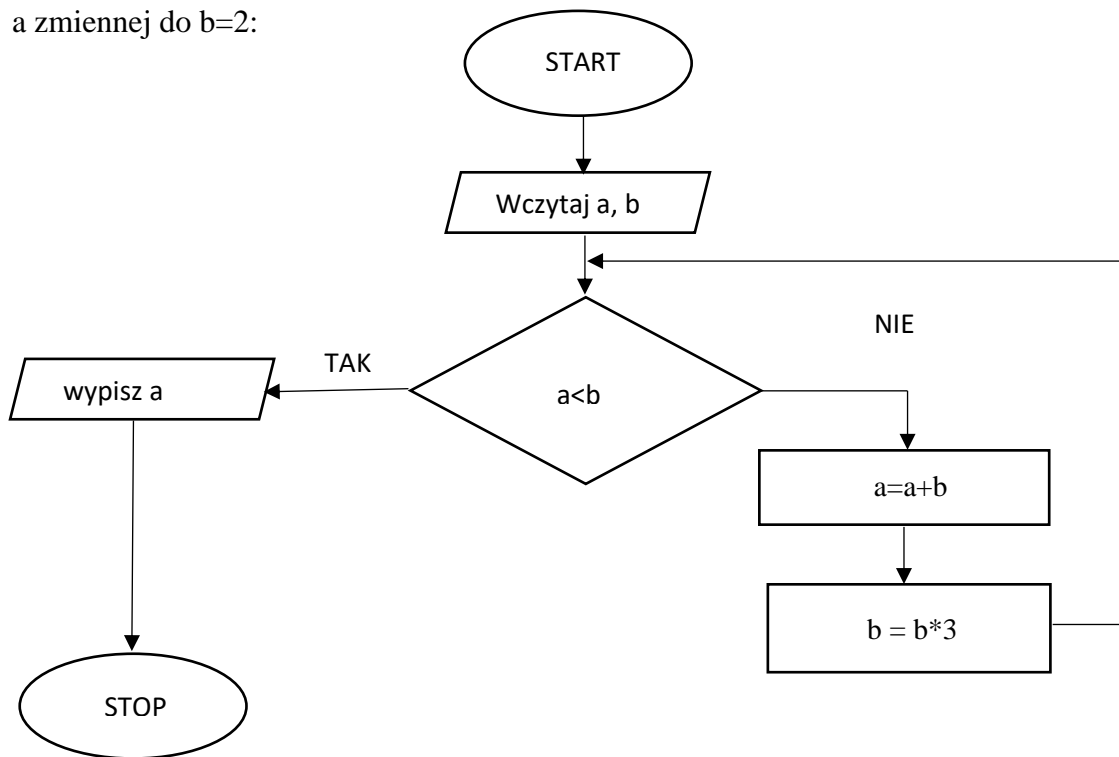 a zmiennej do b=2:
START
Wczytaj a, b
NIE
TAK
wypisz a
a<b
a=a+b
b = b*3
STOP